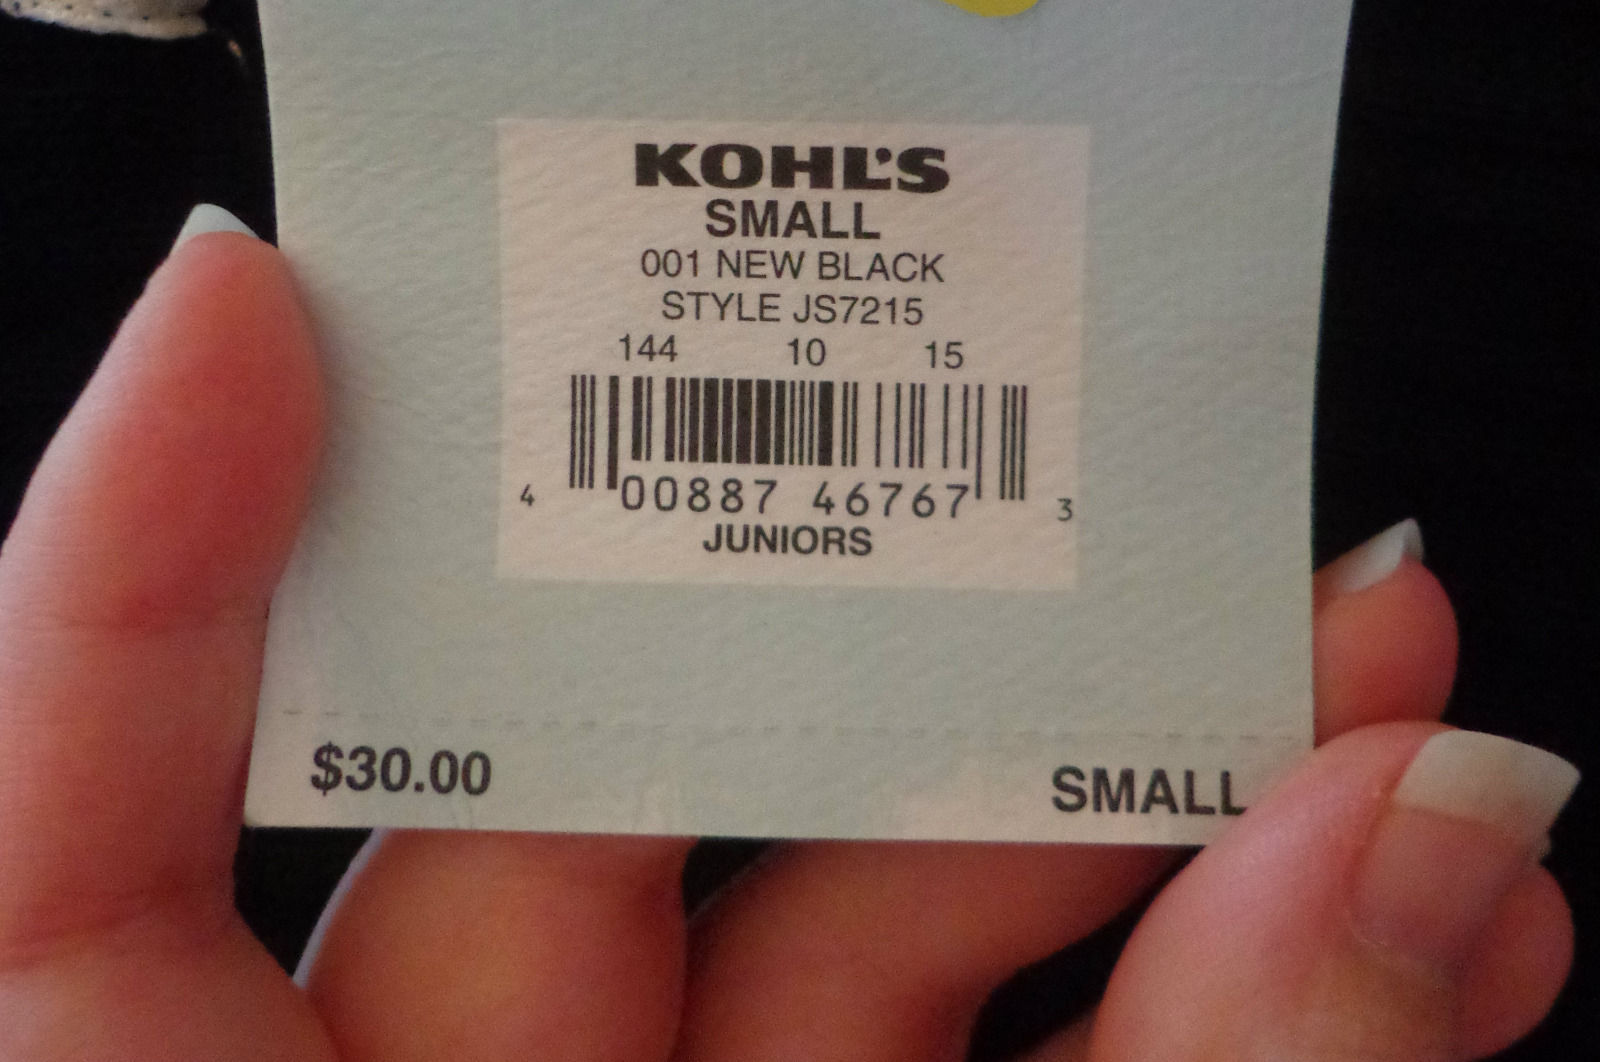 KOHL'S
SMALL
001 NEW BLACK
STYLE JS7215
144 10 15
4 00887 46767 3
JUNIORS
$30.00 SMALL